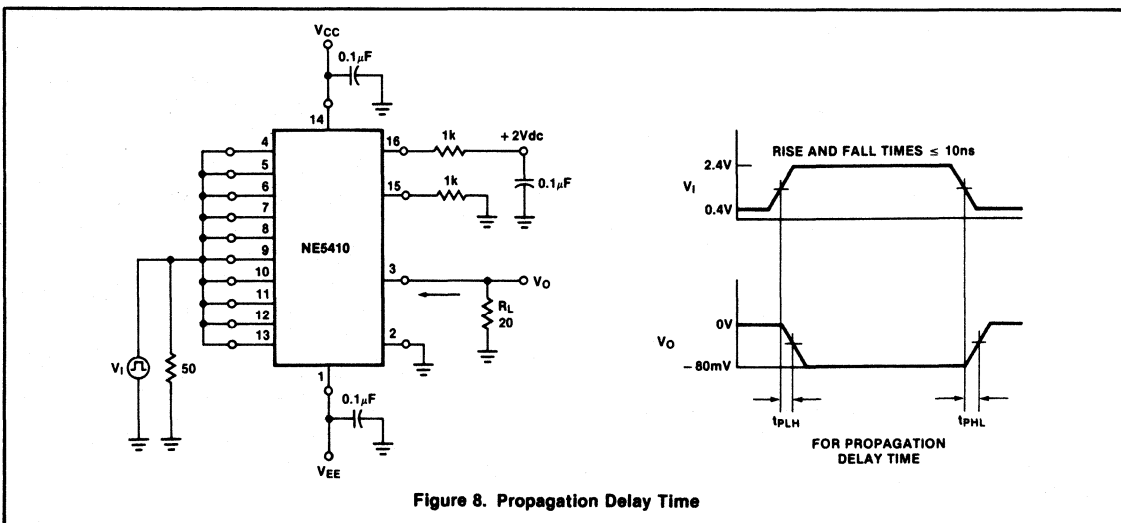 VCC
0.1μF
14
4
5
6
7
8
9
10
11
12
13
NE5410
16
1k
+2Vdc
0.1μF
15
1k
3
VO
RL
20
2
1
0.1μF
VEE
VI
50
RISE AND FALL TIMES ≤ 10ns
2.4V
VI
0.4V
0V
VO
−80mV
tPLH
tPHL
FOR PROPAGATION
DELAY TIME
Figure 8. Propagation Delay Time